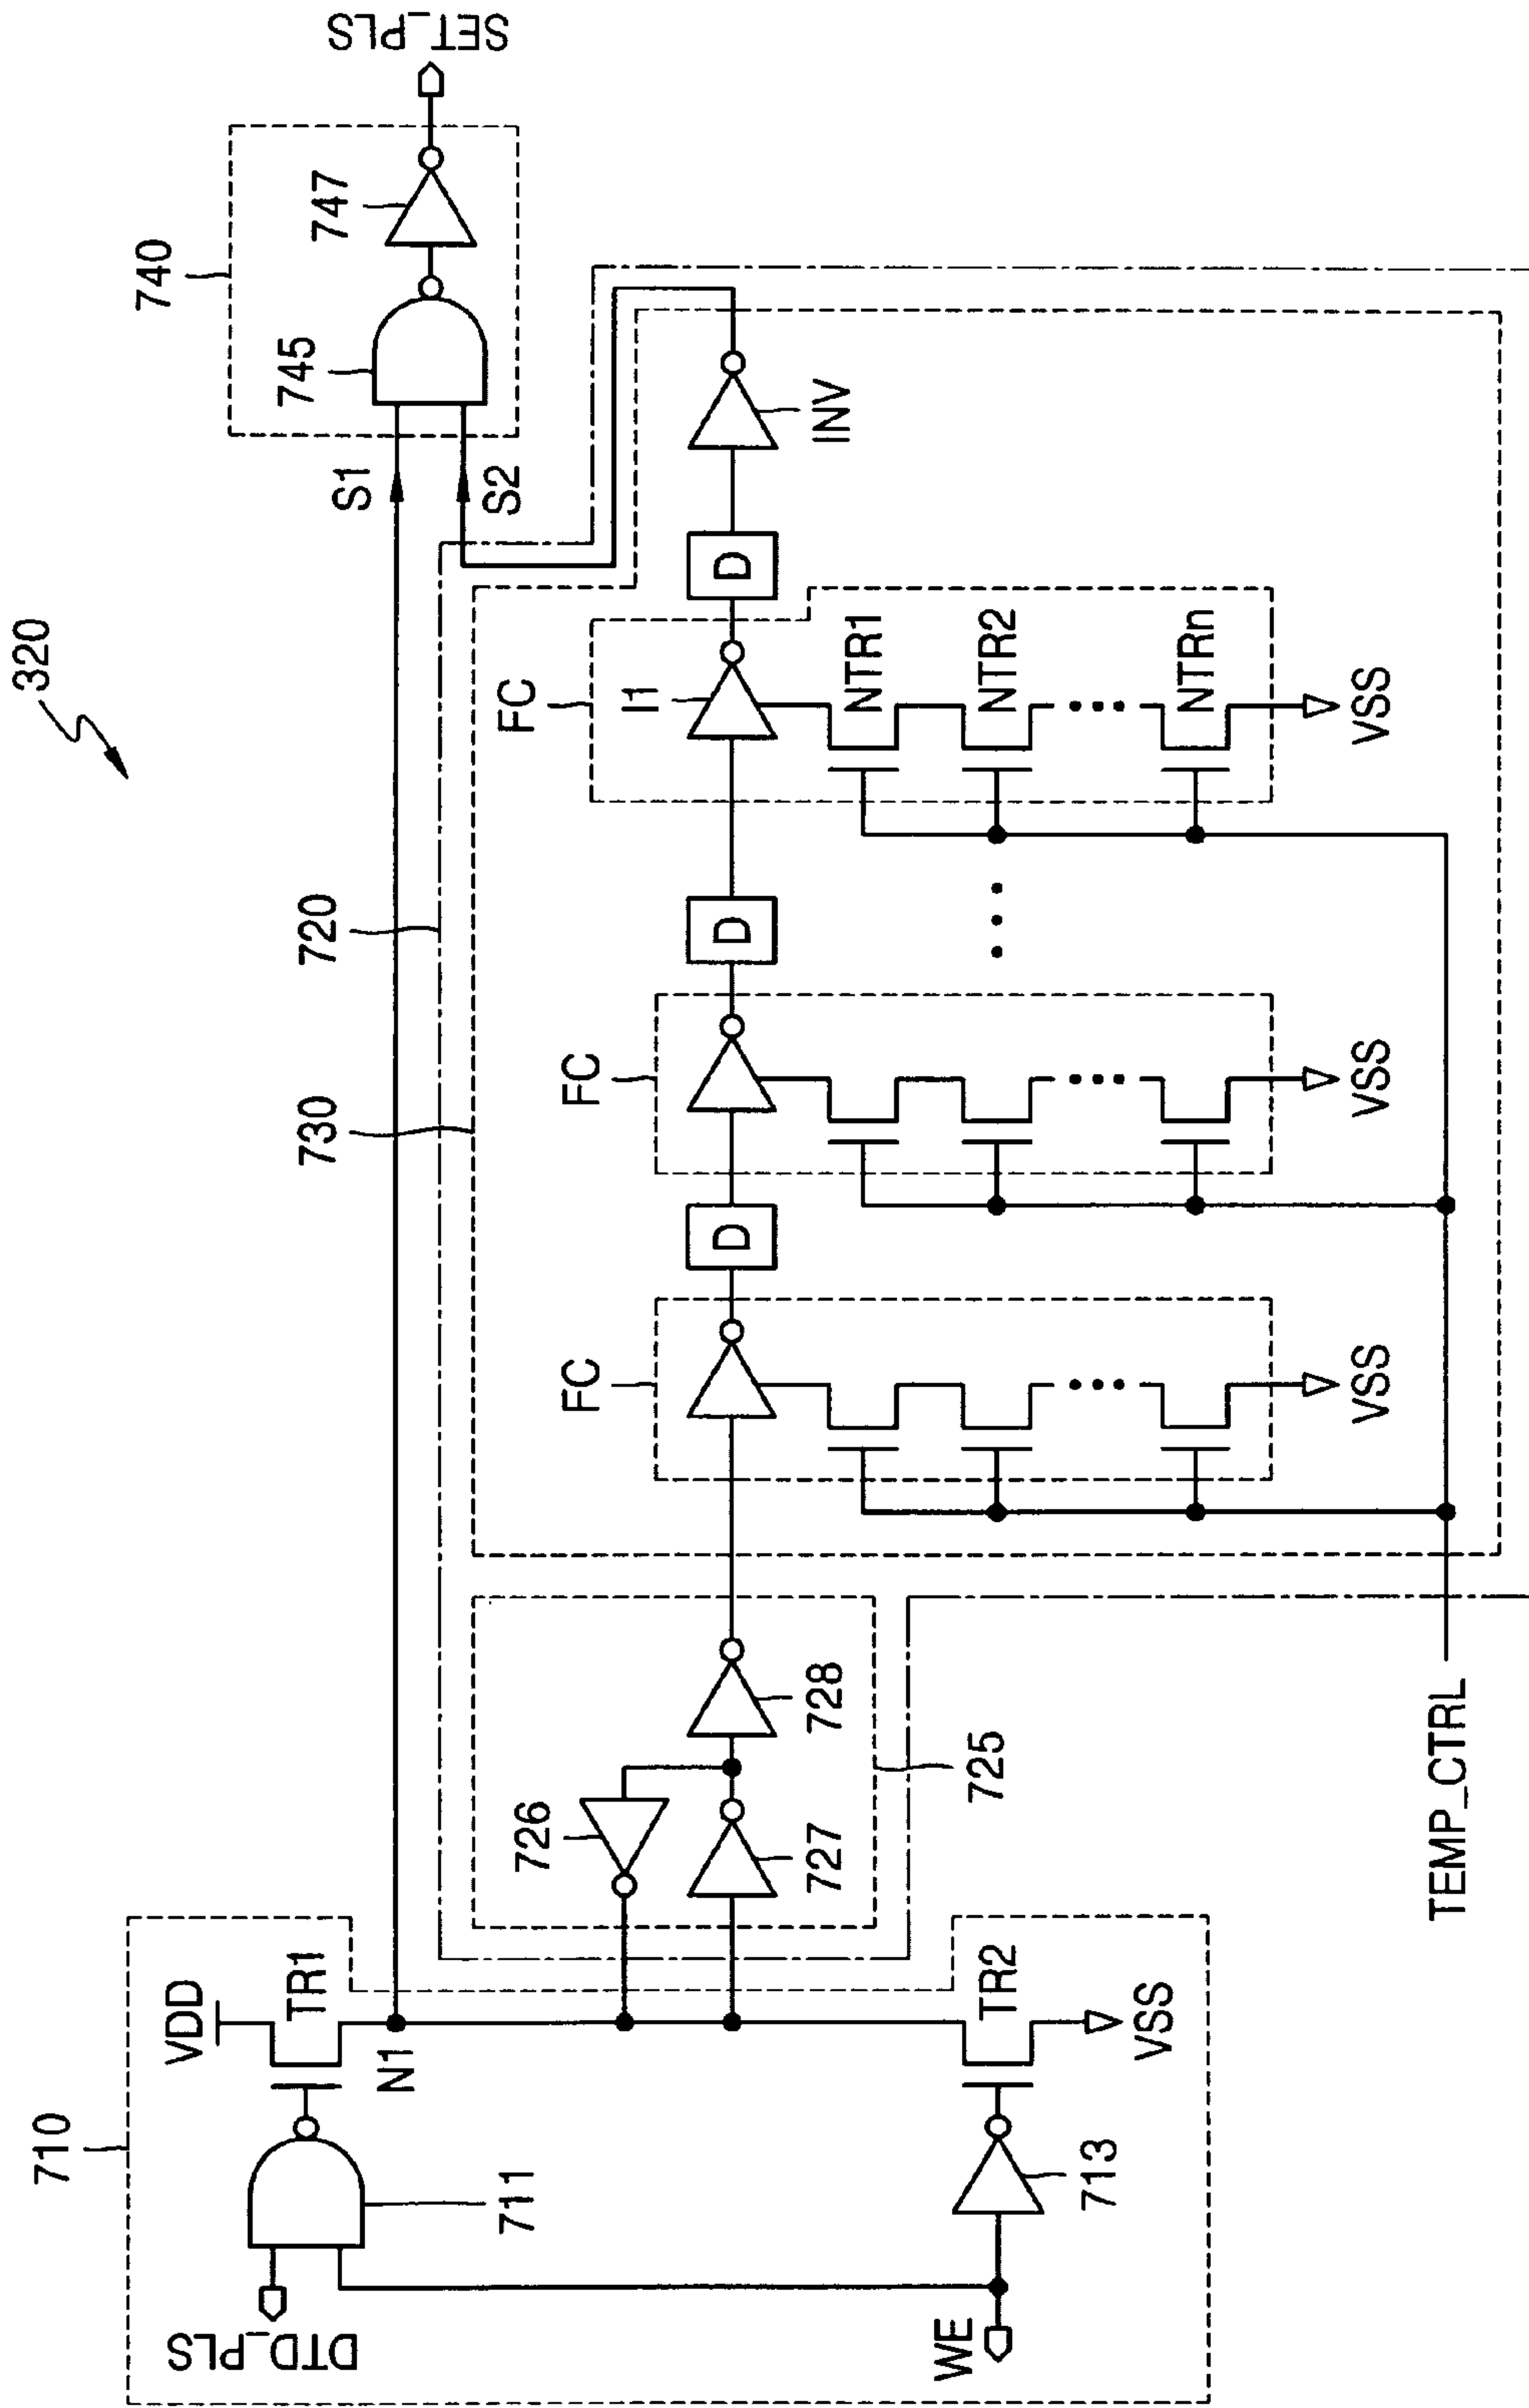 320
710
VDD
TR1
N1
DTD_PLS
711
WE
713
TR2
VSS
720
730
725
726
727
728
TEMP_CTRL
FC
VSS
D
FC
VSS
D
FC
I1
NTR1
NTR2
NTRn
VSS
D
INV
S1
S2
740
745
747
SET_PLS